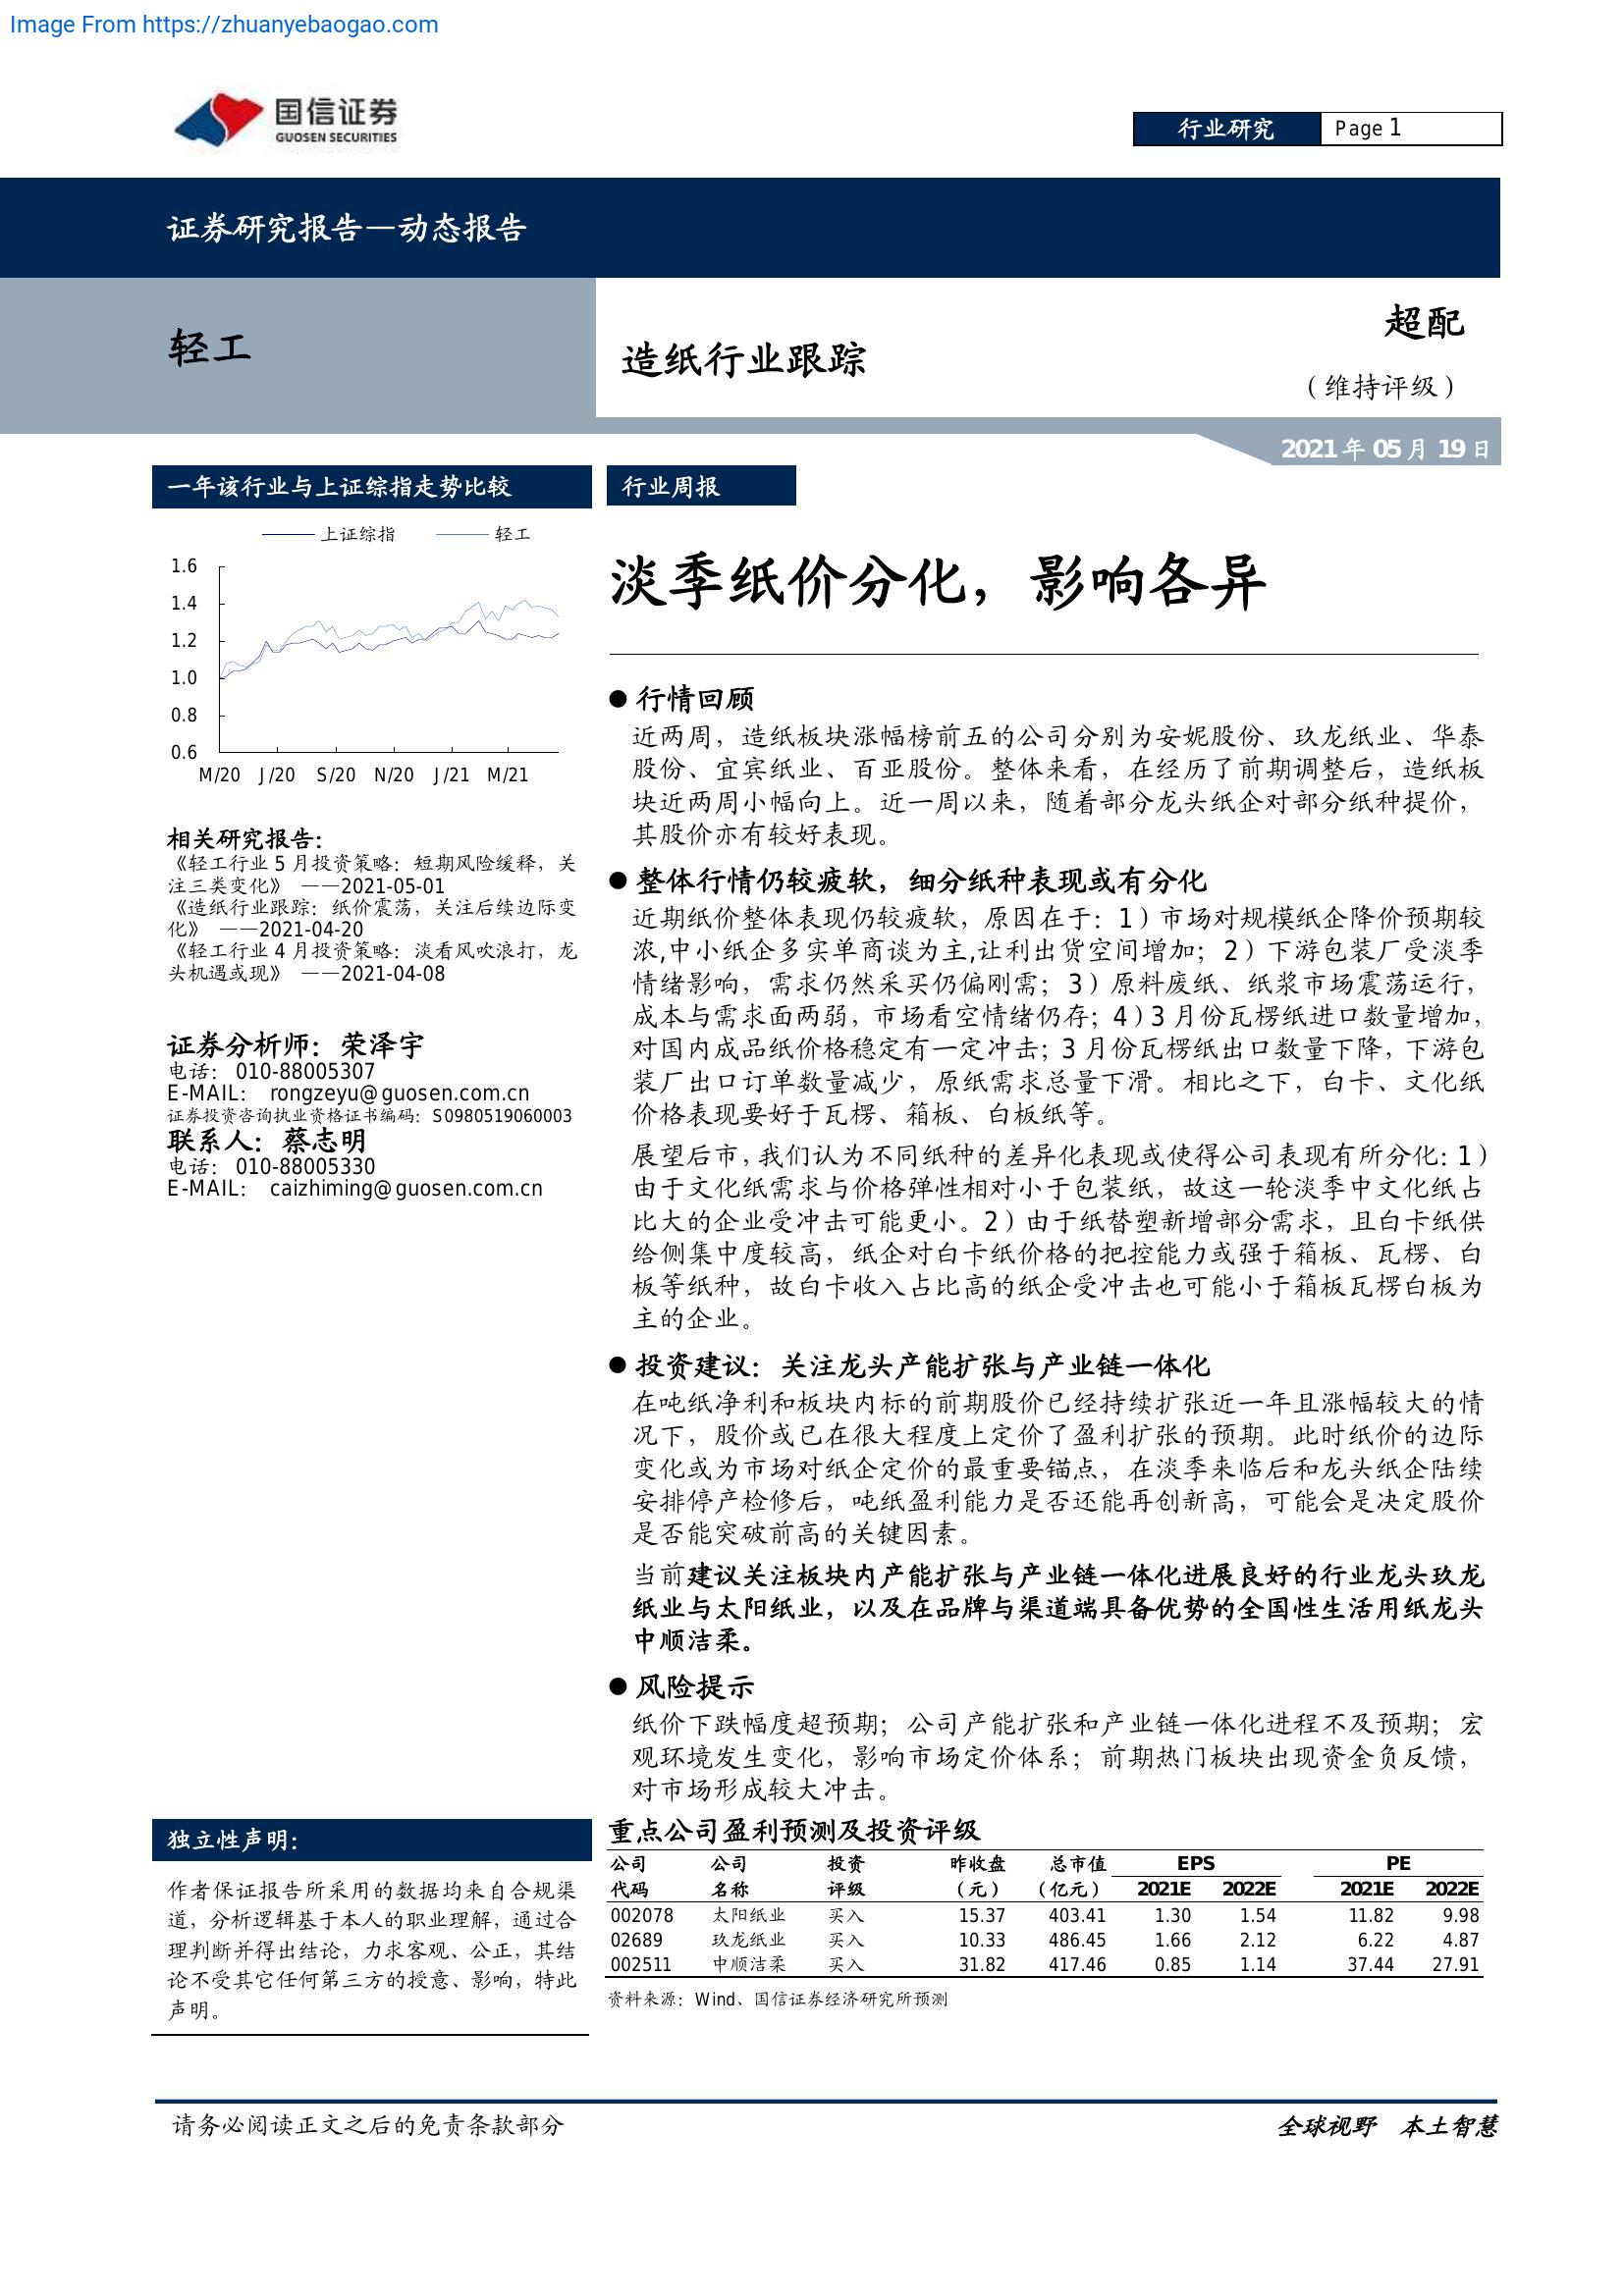 Image From https://zhuanyebaogao.com
国信证券
GUOSEN SECURITIES
行业研究 Page 1
证券研究报告—动态报告
轻工
造纸行业跟踪
超配
（维持评级）
2021 年 05 月 19 日
一年该行业与上证综指走势比较
上证综指 轻工
1.6
1.4
1.2
1.0
0.8
0.6
M/20 J/20 S/20 N/20 J/21 M/21
相关研究报告：
《轻工行业 5 月投资策略：短期风险缓释，关
注三类变化》 ——2021-05-01
《造纸行业跟踪：纸价震荡，关注后续边际变
化》 ——2021-04-20
《轻工行业 4 月投资策略：淡看风吹浪打，龙
头机遇或现》 ——2021-04-08
证券分析师：荣泽宇
电话： 010-88005307
E-MAIL： rongzeyu@guosen.com.cn
证券投资咨询执业资格证书编码：S0980519060003
联系人：蔡志明
电话： 010-88005330
E-MAIL： caizhiming@guosen.com.cn
行业周报
淡季纸价分化，影响各异
● 行情回顾
近两周，造纸板块涨幅榜前五的公司分别为安妮股份、玖龙纸业、华泰
股份、宜宾纸业、百亚股份。整体来看，在经历了前期调整后，造纸板
块近两周小幅向上。近一周以来，随着部分龙头纸企对部分纸种提价，
其股价亦有较好表现。
● 整体行情仍较疲软，细分纸种表现或有分化
近期纸价整体表现仍较疲软，原因在于：1）市场对规模纸企降价预期较
浓,中小纸企多实单商谈为主,让利出货空间增加；2）下游包装厂受淡季
情绪影响，需求仍然采买仍偏刚需；3）原料废纸、纸浆市场震荡运行，
成本与需求面两弱，市场看空情绪仍存；4)3 月份瓦楞纸进口数量增加，
对国内成品纸价格稳定有一定冲击；3 月份瓦楞纸出口数量下降，下游包
装厂出口订单数量减少，原纸需求总量下滑。相比之下，白卡、文化纸
价格表现要好于瓦楞、箱板、白板纸等。
展望后市，我们认为不同纸种的差异化表现或使得公司表现有所分化：1）
由于文化纸需求与价格弹性相对小于包装纸，故这一轮淡季中文化纸占
比大的企业受冲击可能更小。2）由于纸替塑新增部分需求，且白卡纸供
给侧集中度较高，纸企对白卡纸价格的把控能力或强于箱板、瓦楞、白
板等纸种，故白卡收入占比高的纸企受冲击也可能小于箱板瓦楞白板为
主的企业。
● 投资建议：关注龙头产能扩张与产业链一体化
在吨纸净利和板块内标的前期股价已经持续扩张近一年且涨幅较大的情
况下，股价或已在很大程度上定价了盈利扩张的预期。此时纸价的边际
变化或为市场对纸企定价的最重要锚点，在淡季来临后和龙头纸企陆续
安排停产检修后，吨纸盈利能力是否还能再创新高，可能会是决定股价
是否能突破前高的关键因素。
当前建议关注板块内产能扩张与产业链一体化进展良好的行业龙头玖龙
纸业与太阳纸业，以及在品牌与渠道端具备优势的全国性生活用纸龙头
中顺洁柔。
● 风险提示
纸价下跌幅度超预期；公司产能扩张和产业链一体化进程不及预期；宏
观环境发生变化，影响市场定价体系；前期热门板块出现资金负反馈，
对市场形成较大冲击。
独立性声明：
作者保证报告所采用的数据均来自合规渠
道，分析逻辑基于本人的职业理解，通过合
理判断并得出结论，力求客观、公正，其结
论不受其它任何第三方的授意、影响，特此
声明。
重点公司盈利预测及投资评级
公司 公司 投资 昨收盘 总市值 EPS PE
代码 名称 评级 （元） （亿元） 2021E 2022E 2021E 2022E
002078 太阳纸业 买入 15.37 403.41 1.30 1.54 11.82 9.98
02689 玖龙纸业 买入 10.33 486.45 1.66 2.12 6.22 4.87
002511 中顺洁柔 买入 31.82 417.46 0.85 1.14 37.44 27.91
资料来源：Wind、国信证券经济研究所预测
请务必阅读正文之后的免责条款部分
全球视野 本土智慧